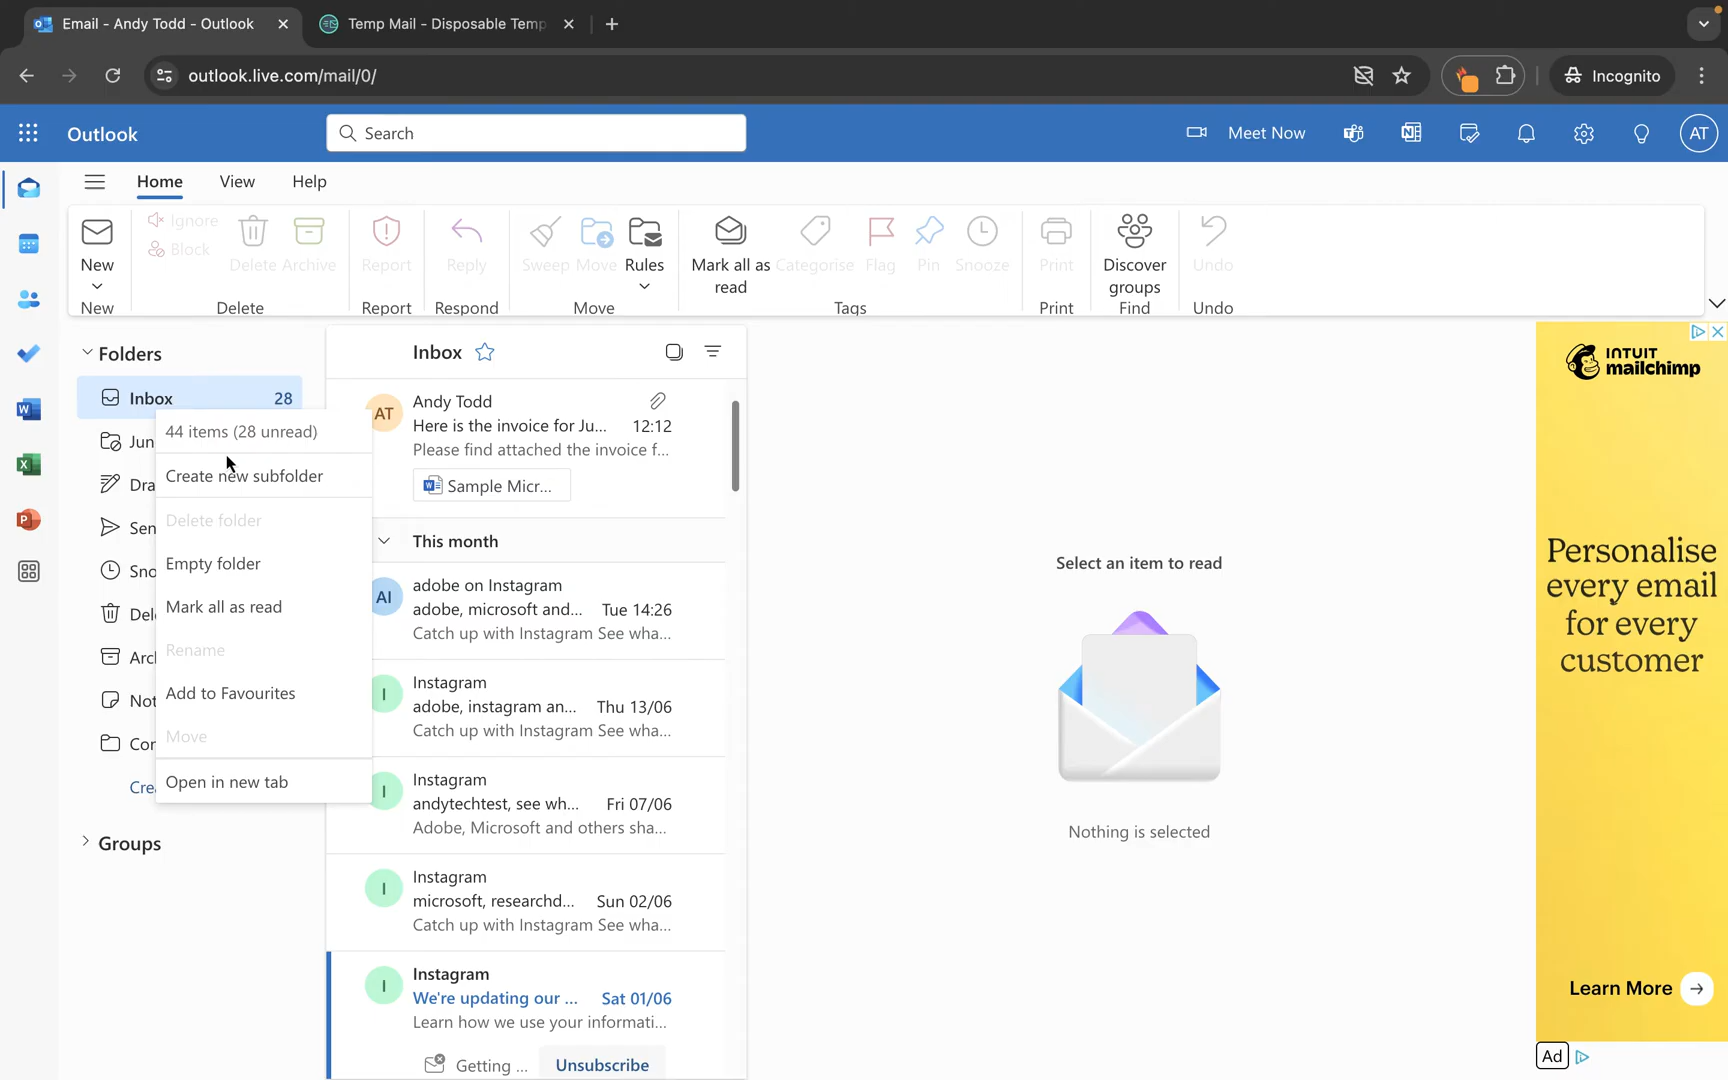 Email - Andy Todd - Outlook
Temp Mail - Disposable Temp
outlook.live.com/mail/0/
Incognito
Outlook
Search
Meet Now
AT
Home
View
Help
New
Ignore
Block
Delete
Archive
Report
Reply
Sweep
Move
Rules
Mark all as
read
Categorise
Flag
Pin
Snooze
Print
Discover
groups
Undo
New
Delete
Report
Respond
Move
Tags
Print
Find
Undo
Folders
Inbox 28
Jun
Dra
Sen
Sno
Del
Arc
Not
Con
Crea
Groups
44 items (28 unread)
Create new subfolder
Delete folder
Empty folder
Mark all as read
Rename
Add to Favourites
Move
Open in new tab
Inbox
AT
Andy Todd
Here is the invoice for Ju... 12:12
Please find attached the invoice f...
Sample Micr...
This month
AI
adobe on Instagram
adobe, microsoft and... Tue 14:26
Catch up with Instagram See wha...
I
Instagram
adobe, instagram an... Thu 13/06
Catch up with Instagram See wha...
I
Instagram
andytechtest, see wh... Fri 07/06
Adobe, Microsoft and others sha...
I
Instagram
microsoft, researchd... Sun 02/06
Catch up with Instagram See wha...
I
Instagram
We're updating our ... Sat 01/06
Learn how we use your informati...
Getting ...
Unsubscribe
Select an item to read
Nothing is selected
INTUIT
mailchimp
Personalise
every email
for every
customer
Learn More
Ad